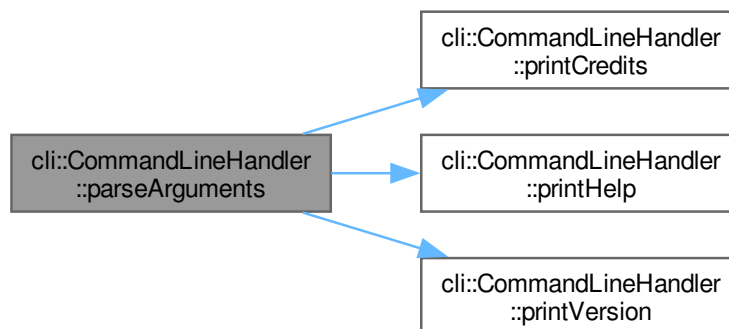 cli::CommandLineHandler
::parseArguments
cli::CommandLineHandler
::printCredits
cli::CommandLineHandler
::printHelp
cli::CommandLineHandler
::printVersion